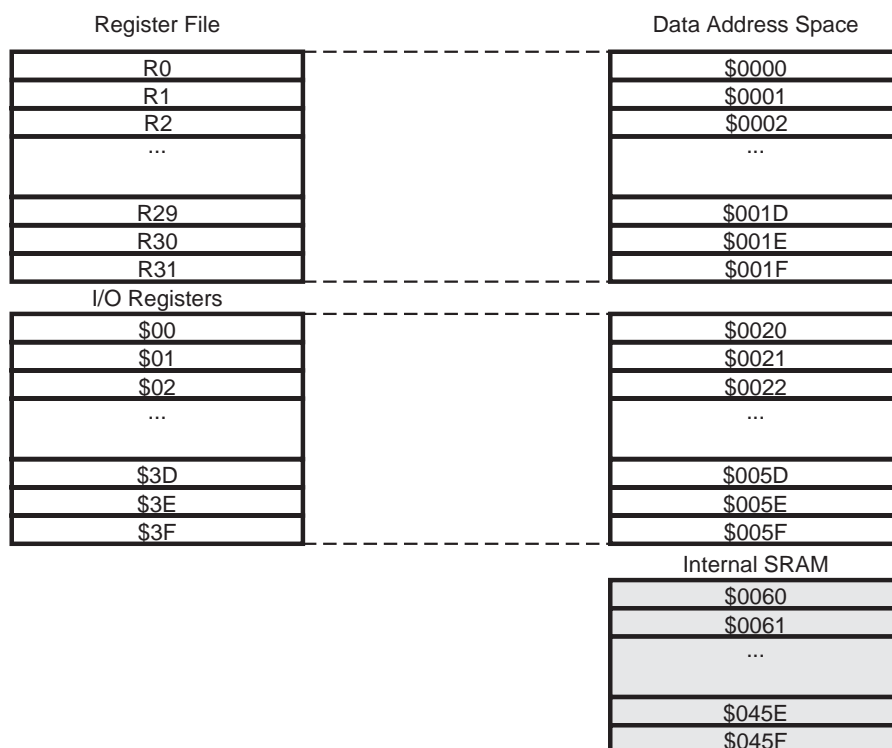 Register File
Data Address Space
R0
$0000
R1
$0001
R2
$0002
...
...
R29
$001D
R30
$001E
R31
$001F
I/O Registers
$00
$0020
$01
$0021
$02
$0022
...
...
$3D
$005D
$3E
$005E
$3F
$005F
Internal SRAM
$0060
$0061
...
$045E
$045F